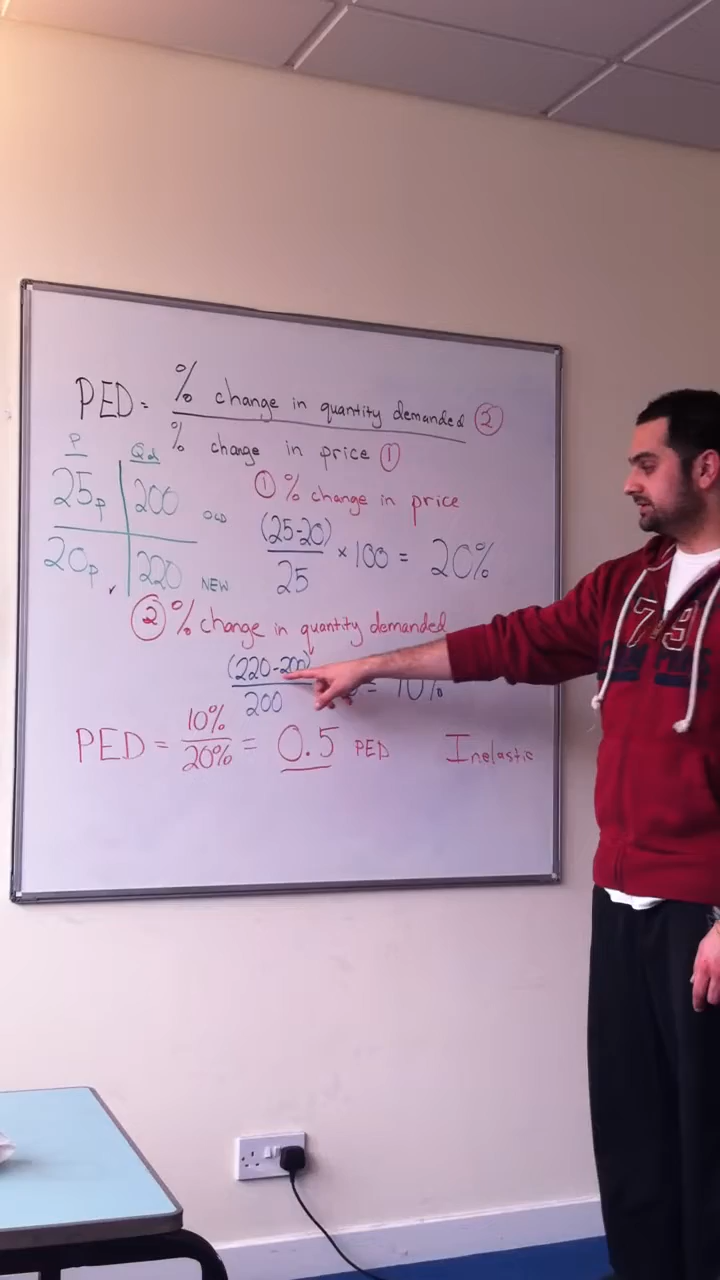 PED = % change in quantity demanded ②
% change in price ①
P Qd
25p 200 OLD
20p 220 NEW
① % change in price
(25-20)
25
× 100 = 20%
② % change in quantity demanded
(220-200)
200
= 10%
PED = 10%
20%
= 0.5 PED Inelastic
79